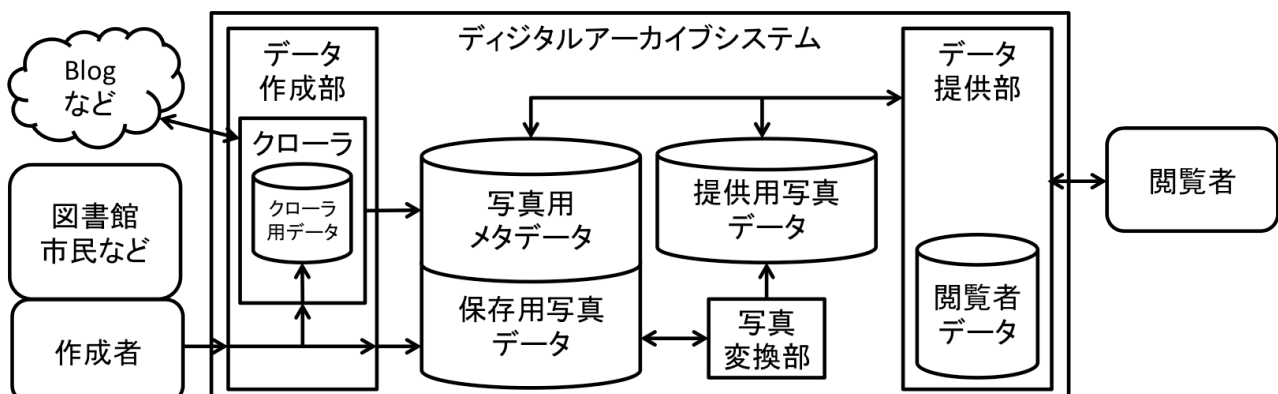 ディジタルアーカイブシステム
Blog
など
図書館
市民など
作成者
データ
作成部
クローラ
クローラ
用データ
写真用
メタデータ
保存用写真
データ
提供用写真
データ
写真
変換部
データ
提供部
閲覧者
データ
閲覧者